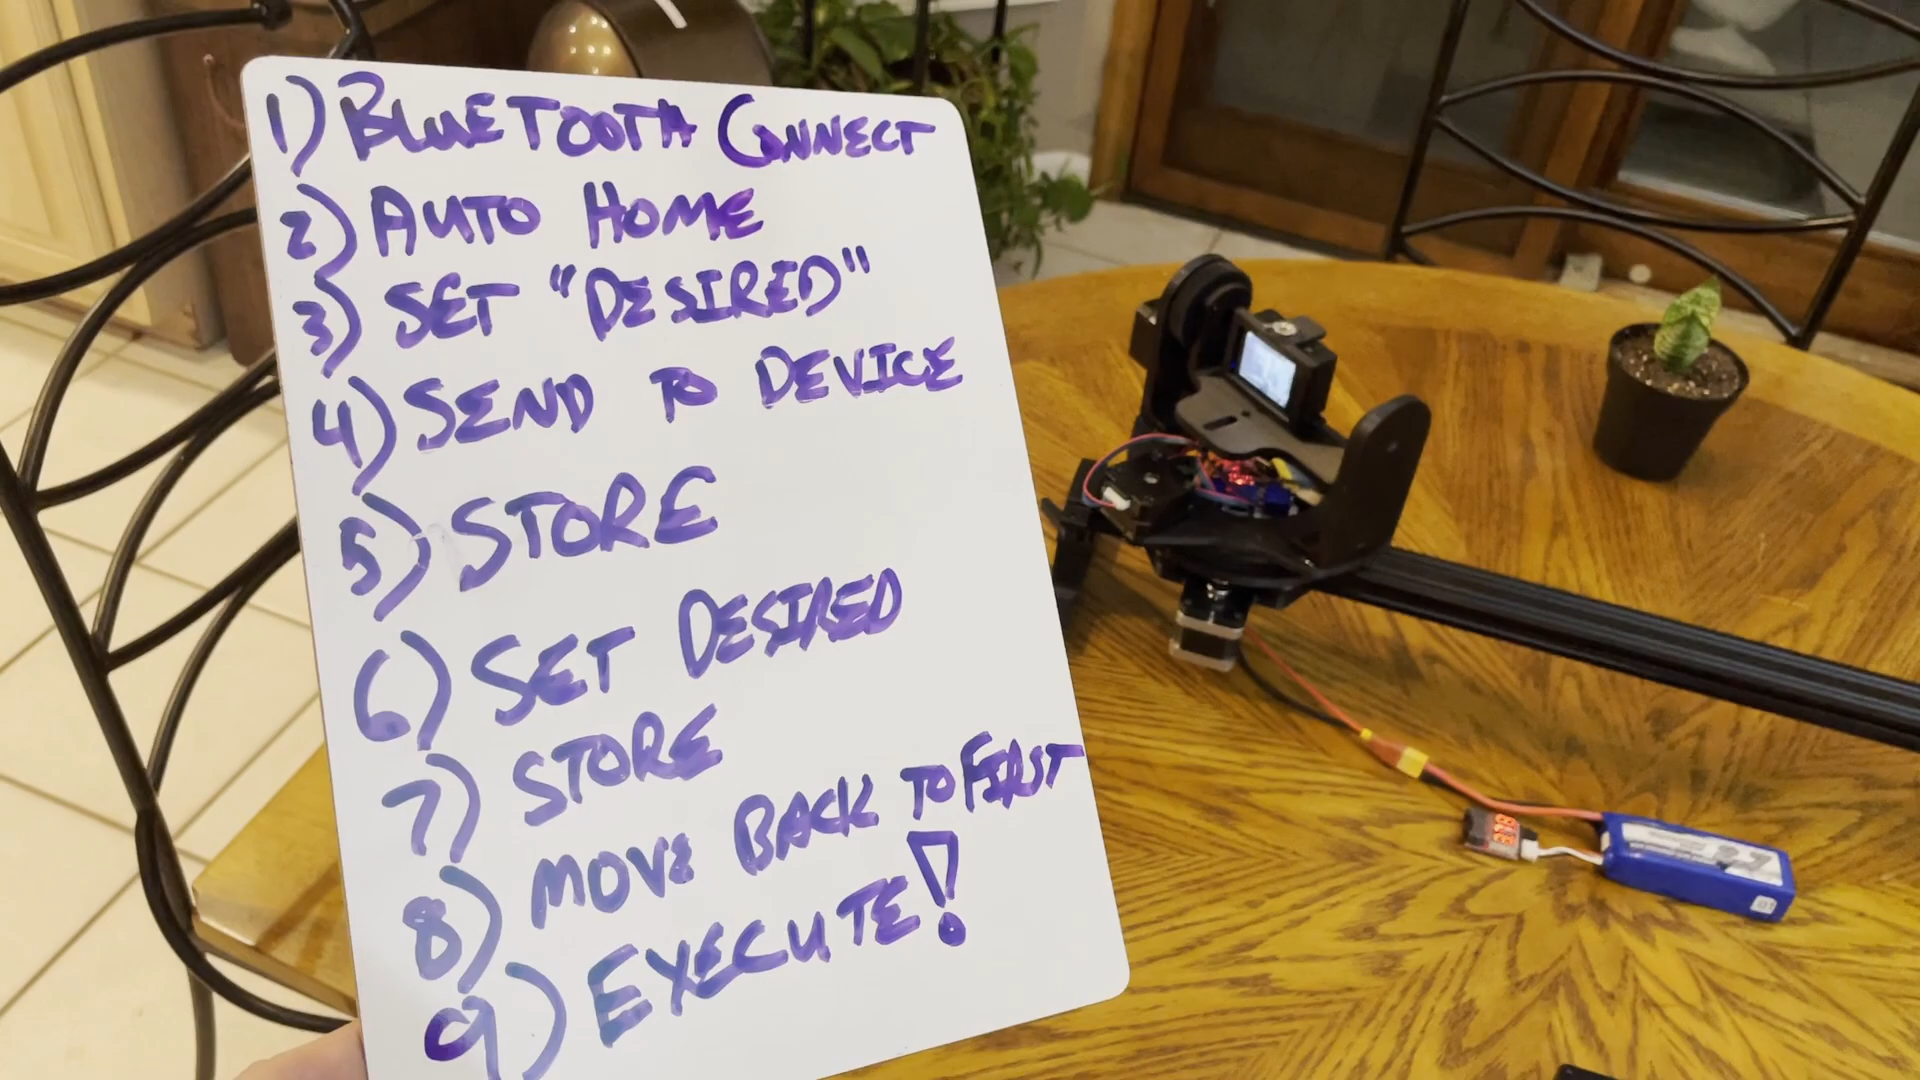 1) BLUETOOTH CONNECT
2) AUTO HOME
3) SET "DESIRED"
4) SEND TO DEVICE
5) STORE
6) SET DESIRED
7) STORE
8) MOVE BACK TO FIRST
9) EXECUTE!